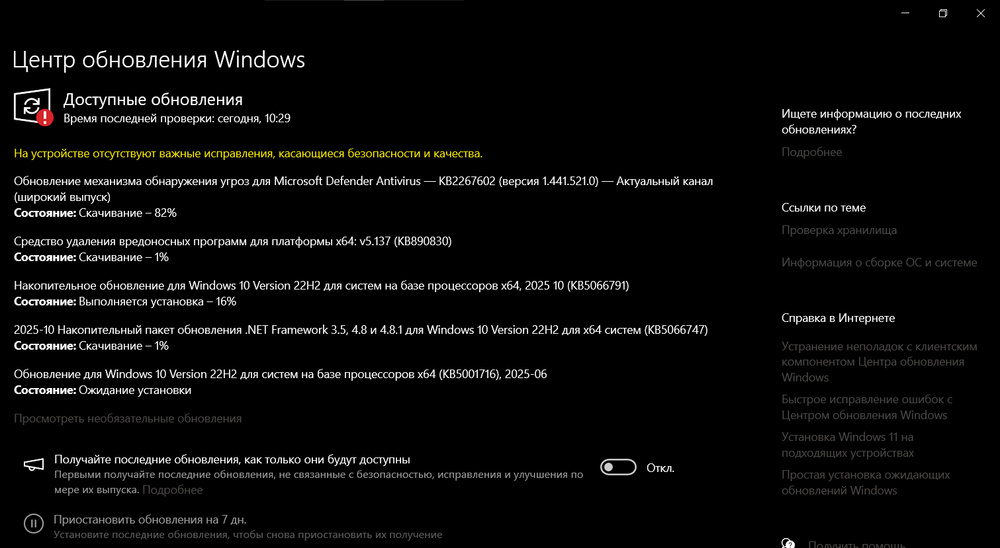 Центр обновления Windows
Доступные обновления
Время последней проверки: сегодня, 10:29
На устройстве отсутствуют важные исправления, касающиеся безопасности и качества.
Обновление механизма обнаружения угроз для Microsoft Defender Antivirus — KB2267602 (версия 1.441.521.0) — Актуальный канал
(широкий выпуск)
Состояние: Скачивание – 82%
Средство удаления вредоносных программ для платформы x64: v5.137 (KB890830)
Состояние: Скачивание – 1%
Накопительное обновление для Windows 10 Version 22H2 для систем на базе процессоров x64, 2025 10 (KB5066791)
Состояние: Выполняется установка – 16%
2025-10 Накопительный пакет обновления .NET Framework 3.5, 4.8 и 4.8.1 для Windows 10 Version 22H2 для x64 систем (KB5066747)
Состояние: Скачивание – 1%
Обновление для Windows 10 Version 22H2 для систем на базе процессоров x64 (KB5001716), 2025-06
Состояние: Ожидание установки
Просмотреть необязательные обновления
Получайте последние обновления, как только они будут доступны
Первыми получайте последние обновления, не связанные с безопасностью, исправления и улучшения по
мере их выпуска. Подробнее
Откл.
Приостановить обновления на 7 дн.
Установите последние обновления, чтобы снова приостановить их получение
Ищете информацию о последних
обновлениях?
Подробнее
Ссылки по теме
Проверка хранилища
Информация о сборке ОС и системе
Справка в Интернете
Устранение неполадок с клиентским
компонентом Центра обновления
Windows
Быстрое исправление ошибок с
Центром обновления Windows
Установка Windows 11 на
подходящих устройствах
Простая установка ожидающих
обновлений Windows
Получить помощь